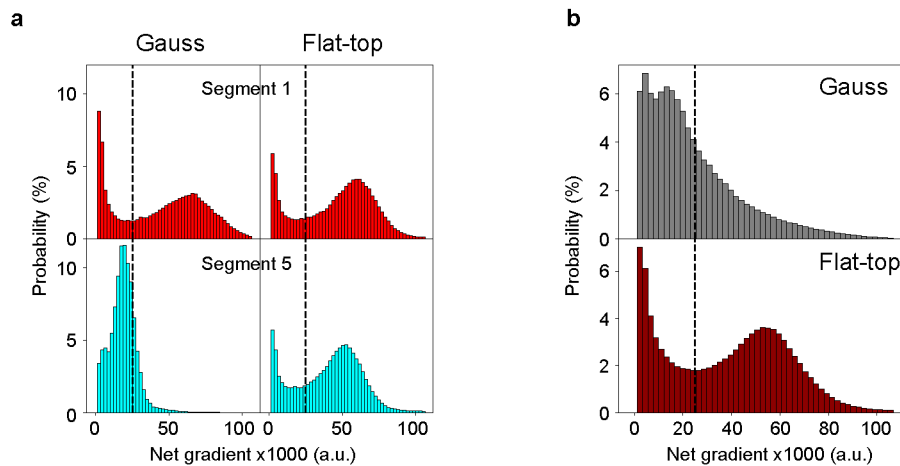 a
Gauss
Flat-top
Segment 1
10
5
0
Segment 5
10
5
0
Probability (%)
0
50
100
0
50
100
Net gradient x1000 (a.u.)
b
Gauss
6
4
2
0
Flat-top
6
4
2
0
Probability (%)
0
20
40
60
80
100
Net gradient x1000 (a.u.)